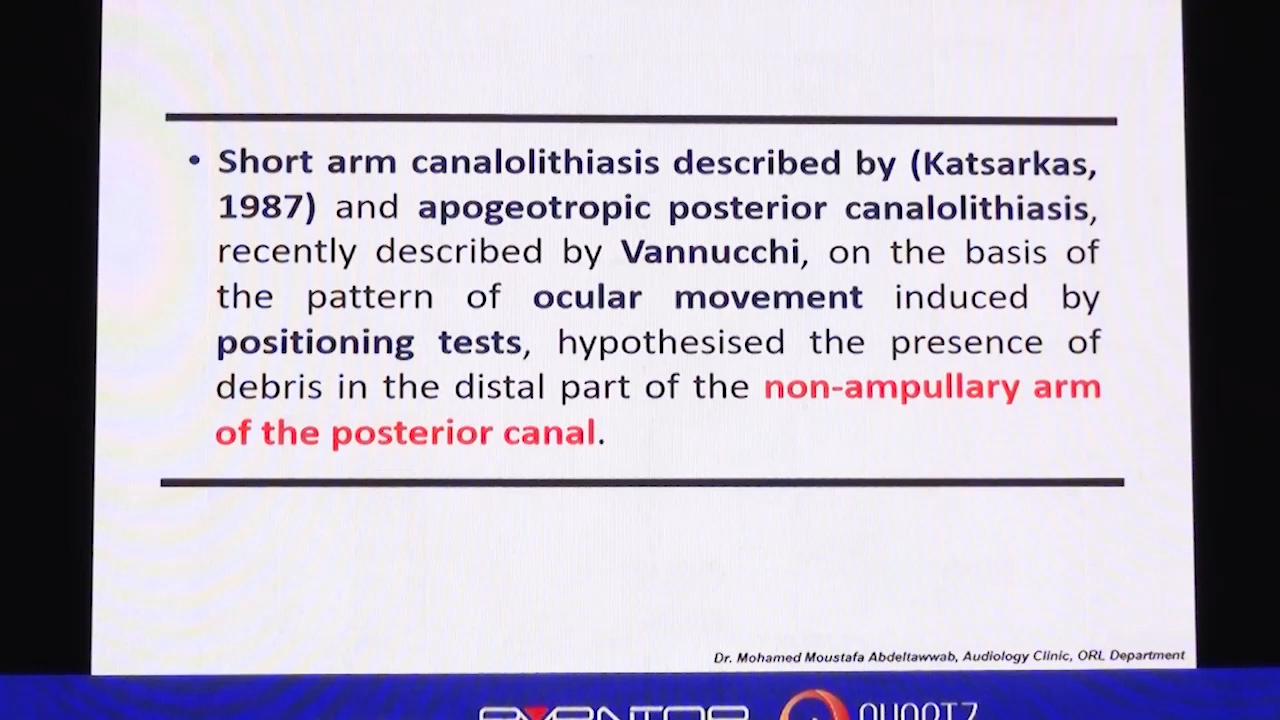 • Short arm canalolithiasis described by (Katsarkas,
1987) and apogeotropic posterior canalolithiasis,
recently described by Vannucchi, on the basis of
the pattern of ocular movement induced by
positioning tests, hypothesised the presence of
debris in the distal part of the non-ampullary arm
of the posterior canal.
Dr. Mohamed Moustafa Abdeltawwab, Audiology Clinic, ORL Department